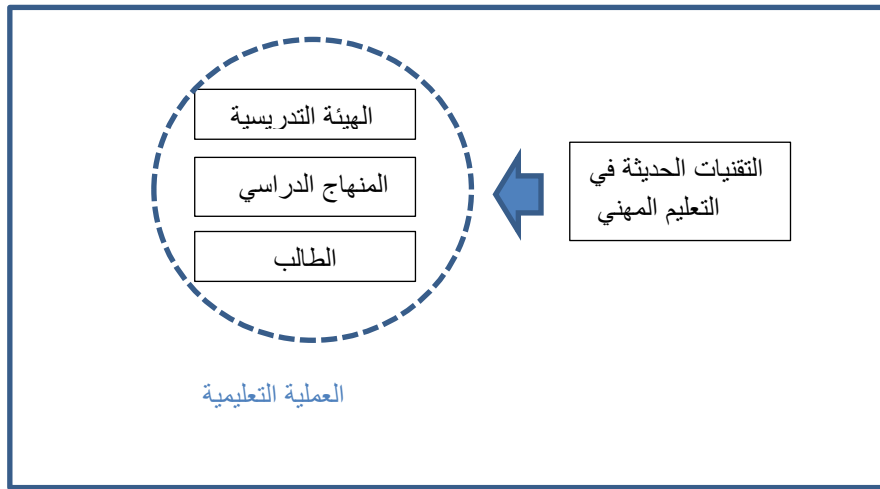 الهيئة التدريسية
المنهاج الدراسي
الطالب
التقنيات الحديثة في
التعليم المهني
العملية التعليمية